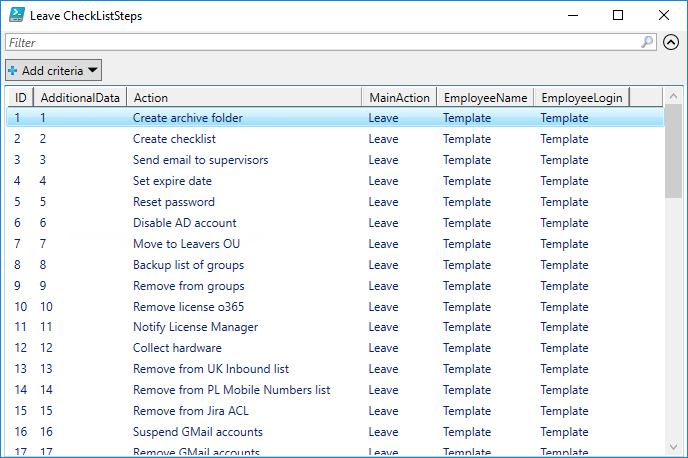 Leave CheckListSteps
Filter
Add criteria
ID AdditionalData Action MainAction EmployeeName EmployeeLogin
1 1 Create archive folder Leave Template Template
2 2 Create checklist Leave Template Template
3 3 Send email to supervisors Leave Template Template
4 4 Set expire date Leave Template Template
5 5 Reset password Leave Template Template
6 6 Disable AD account Leave Template Template
7 7 Move to Leavers OU Leave Template Template
8 8 Backup list of groups Leave Template Template
9 9 Remove from groups Leave Template Template
10 10 Remove license o365 Leave Template Template
11 11 Notify License Manager Leave Template Template
12 12 Collect hardware Leave Template Template
13 13 Remove from UK Inbound list Leave Template Template
14 14 Remove from PL Mobile Numbers list Leave Template Template
15 15 Remove from Jira ACL Leave Template Template
16 16 Suspend GMail accounts Leave Template Template
17 17 Remove GMail accounts Leave Template Template